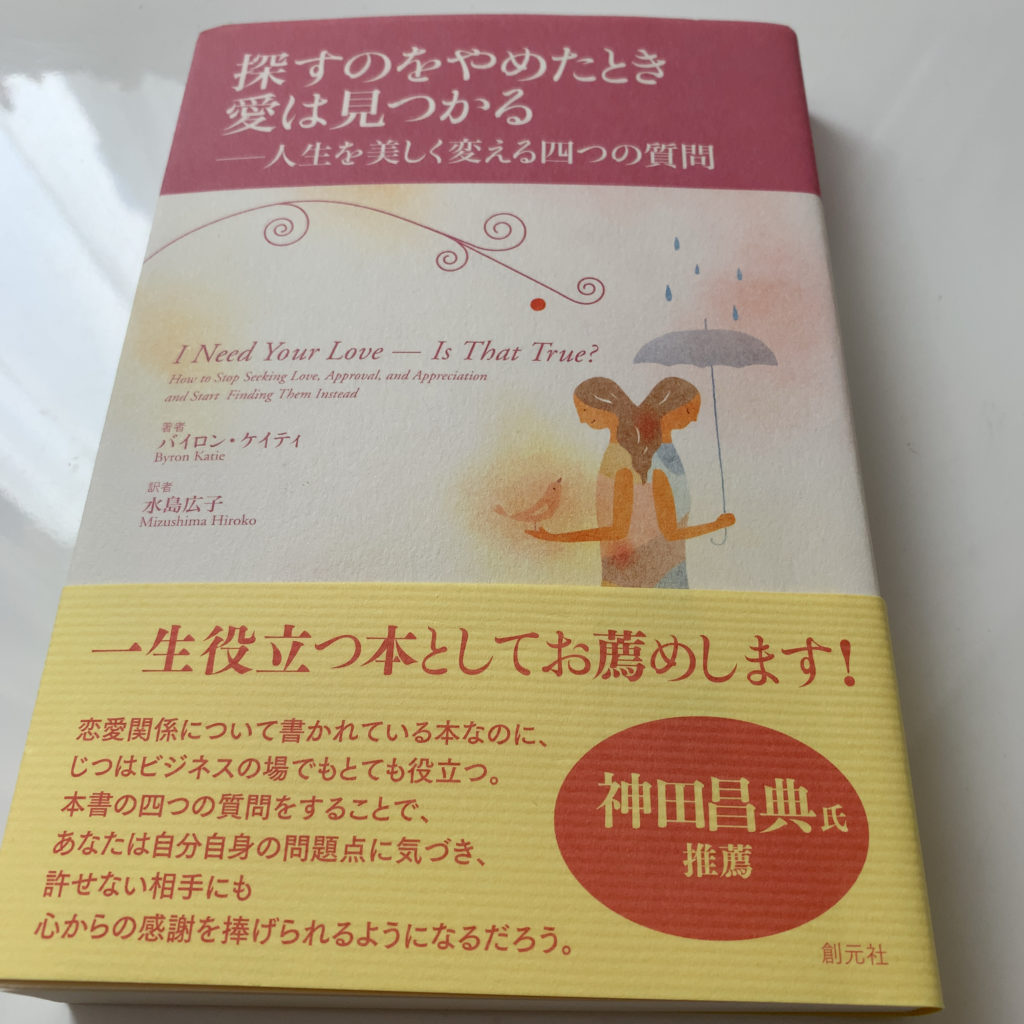 探すのをやめたとき
愛は見つかる
──人生を美しく変える四つの質問
I Need Your Love — Is That True?
How to Stop Seeking Love, Approval, and Appreciation
and Start Finding Them Instead
著者
バイロン・ケイティ
Byron Katie
訳者
水島広子
Mizushima Hiroko
一生役立つ本としてお薦めします!
恋愛関係について書かれている本なのに、
じつはビジネスの場でもとても役立つ。
本書の四つの質問をすることで、
あなたは自分自身の問題点に気づき、
許せない相手にも
心からの感謝を捧げられるようになるだろう。
神田昌典氏
推薦
創元社